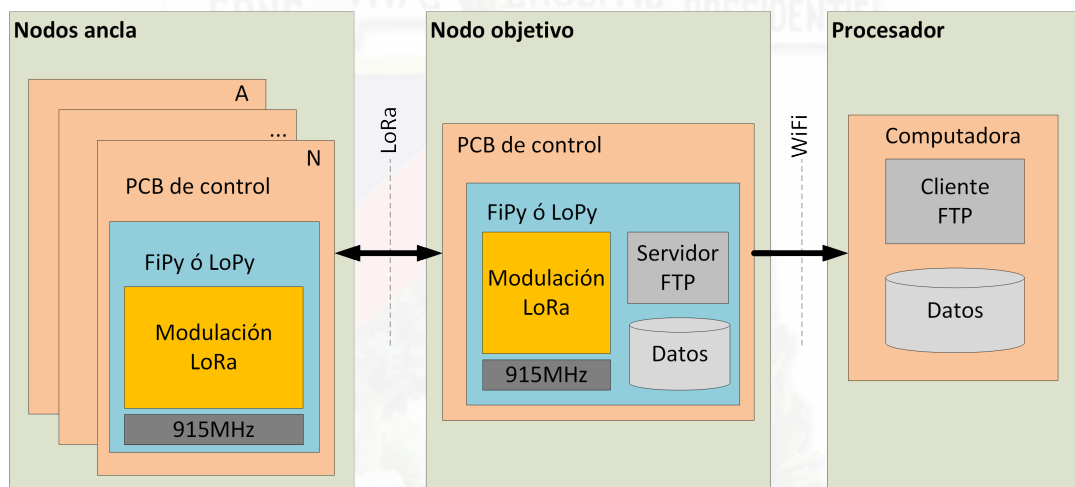 Nodos ancla
A
...
N
PCB de control
FiPy ó LoPy
Modulación
LoRa
915MHz
LoRa
Nodo objetivo
PCB de control
FiPy ó LoPy
Modulación
LoRa
915MHz
Servidor
FTP
Datos
WiFi
Procesador
Computadora
Cliente
FTP
Datos